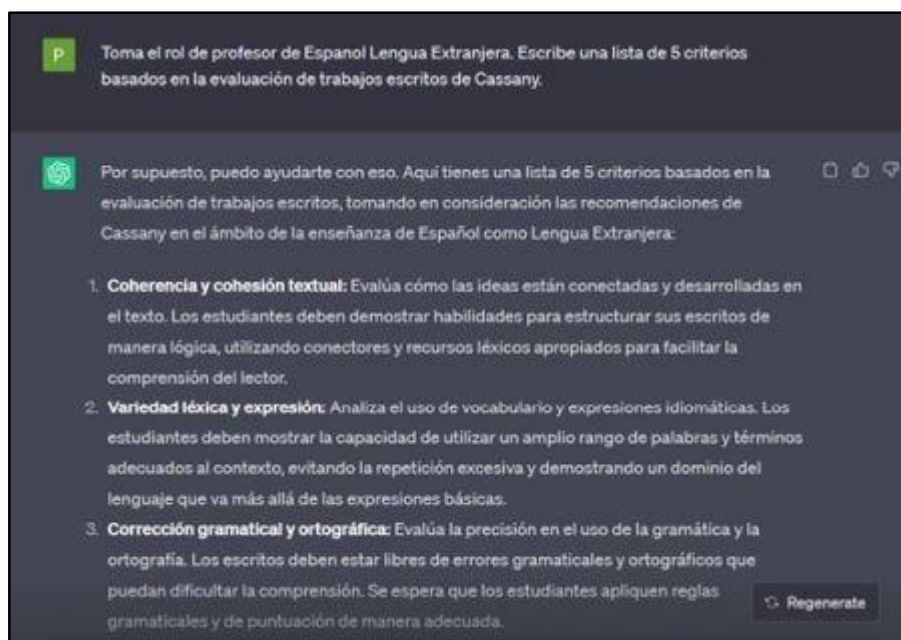 P
Toma el rol de profesor de Espanol Lengua Extranjera. Escribe una lista de 5 criterios
basados en la evaluación de trabajos escritos de Cassany.
Por supuesto, puedo ayudarte con eso. Aquí tienes una lista de 5 criterios basados en la
evaluación de trabajos escritos, tomando en consideración las recomendaciones de
Cassany en el ámbito de la enseñanza de Español como Lengua Extranjera:
1. Coherencia y cohesión textual: Evalúa cómo las ideas están conectadas y desarrolladas en
el texto. Los estudiantes deben demostrar habilidades para estructurar sus escritos de
manera lógica, utilizando conectores y recursos léxicos apropiados para facilitar la
comprensión del lector.
2. Variedad léxica y expresión: Analiza el uso de vocabulario y expresiones idiomáticas. Los
estudiantes deben mostrar la capacidad de utilizar un amplio rango de palabras y términos
adecuados al contexto, evitando la repetición excesiva y demostrando un dominio del
lenguaje que va más allá de las expresiones básicas.
3. Corrección gramatical y ortográfica: Evalúa la precisión en el uso de la gramática y la
ortografía. Los escritos deben estar libres de errores gramaticales y ortográficos que
puedan dificultar la comprensión. Se espera que los estudiantes apliquen reglas
Regenerate
gramaticales y de puntuación de manera adecuada.